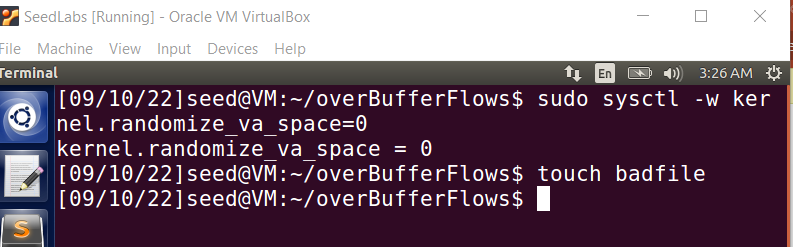 SeedLabs [Running] - Oracle VM VirtualBox
File Machine View Input Devices Help
Terminal En 3:26 AM
[09/10/22]seed@VM:~/overBufferFlows$ sudo sysctl -w ker
nel.randomize_va_space=0
kernel.randomize_va_space = 0
[09/10/22]seed@VM:~/overBufferFlows$ touch badfile
[09/10/22]seed@VM:~/overBufferFlows$